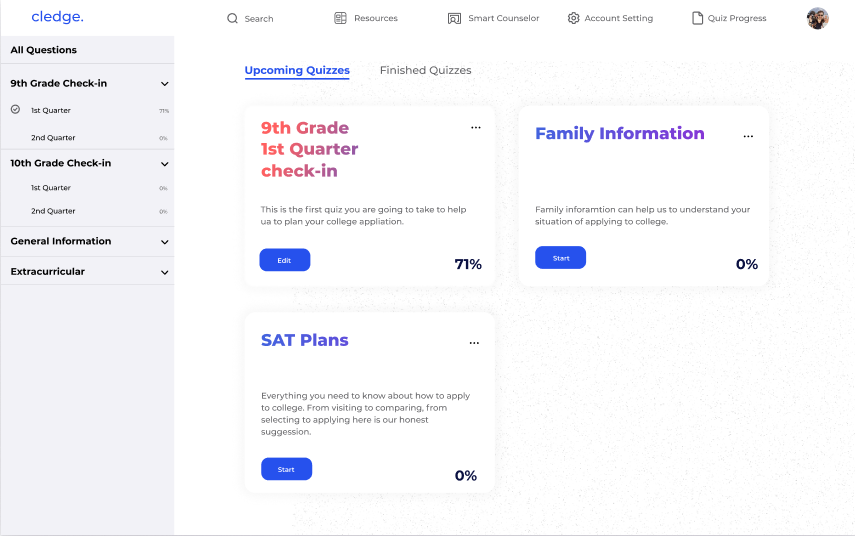 cledge.
Search
Resources
Smart Counselor
Account Setting
Quiz Progress
All Questions
9th Grade Check-in
1st Quarter 71%
2nd Quarter 0%
10th Grade Check-in
1st Quarter 0%
2nd Quarter 0%
General Information
Extracurricular
Upcoming Quizzes
Finished Quizzes
9th Grade
1st Quarter
check-in
...
This is the first quiz you are going to take to help
ua to plan your college appliation.
Edit
71%
Family Information
...
Family inforamtion can help us to understand your
situation of applying to college.
Start
0%
SAT Plans
...
Everything you need to know about how to apply
to college. From visiting to comparing, from
selecting to applying here is our honest
suggession.
Start
0%